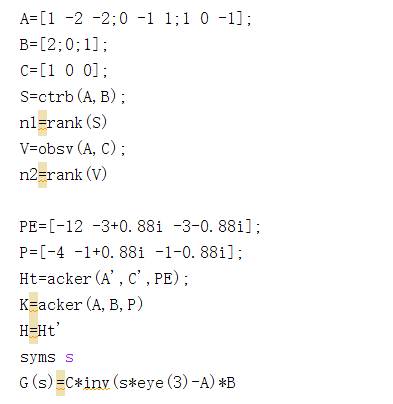 A=[1 -2 -2;0 -1 1;1 0 -1];
B=[2;0;1];
C=[1 0 0];
S=ctrb(A,B);
n1=rank(S)
V=obsv(A,C);
n2=rank(V)
PE=[-12 -3+0.88i -3-0.88i];
P=[-4 -1+0.88i -1-0.88i];
Ht=acker(A',C',PE);
K=acker(A,B,P)
H=Ht'
syms s
G(s)=C*inv(s*eye(3)-A)*B